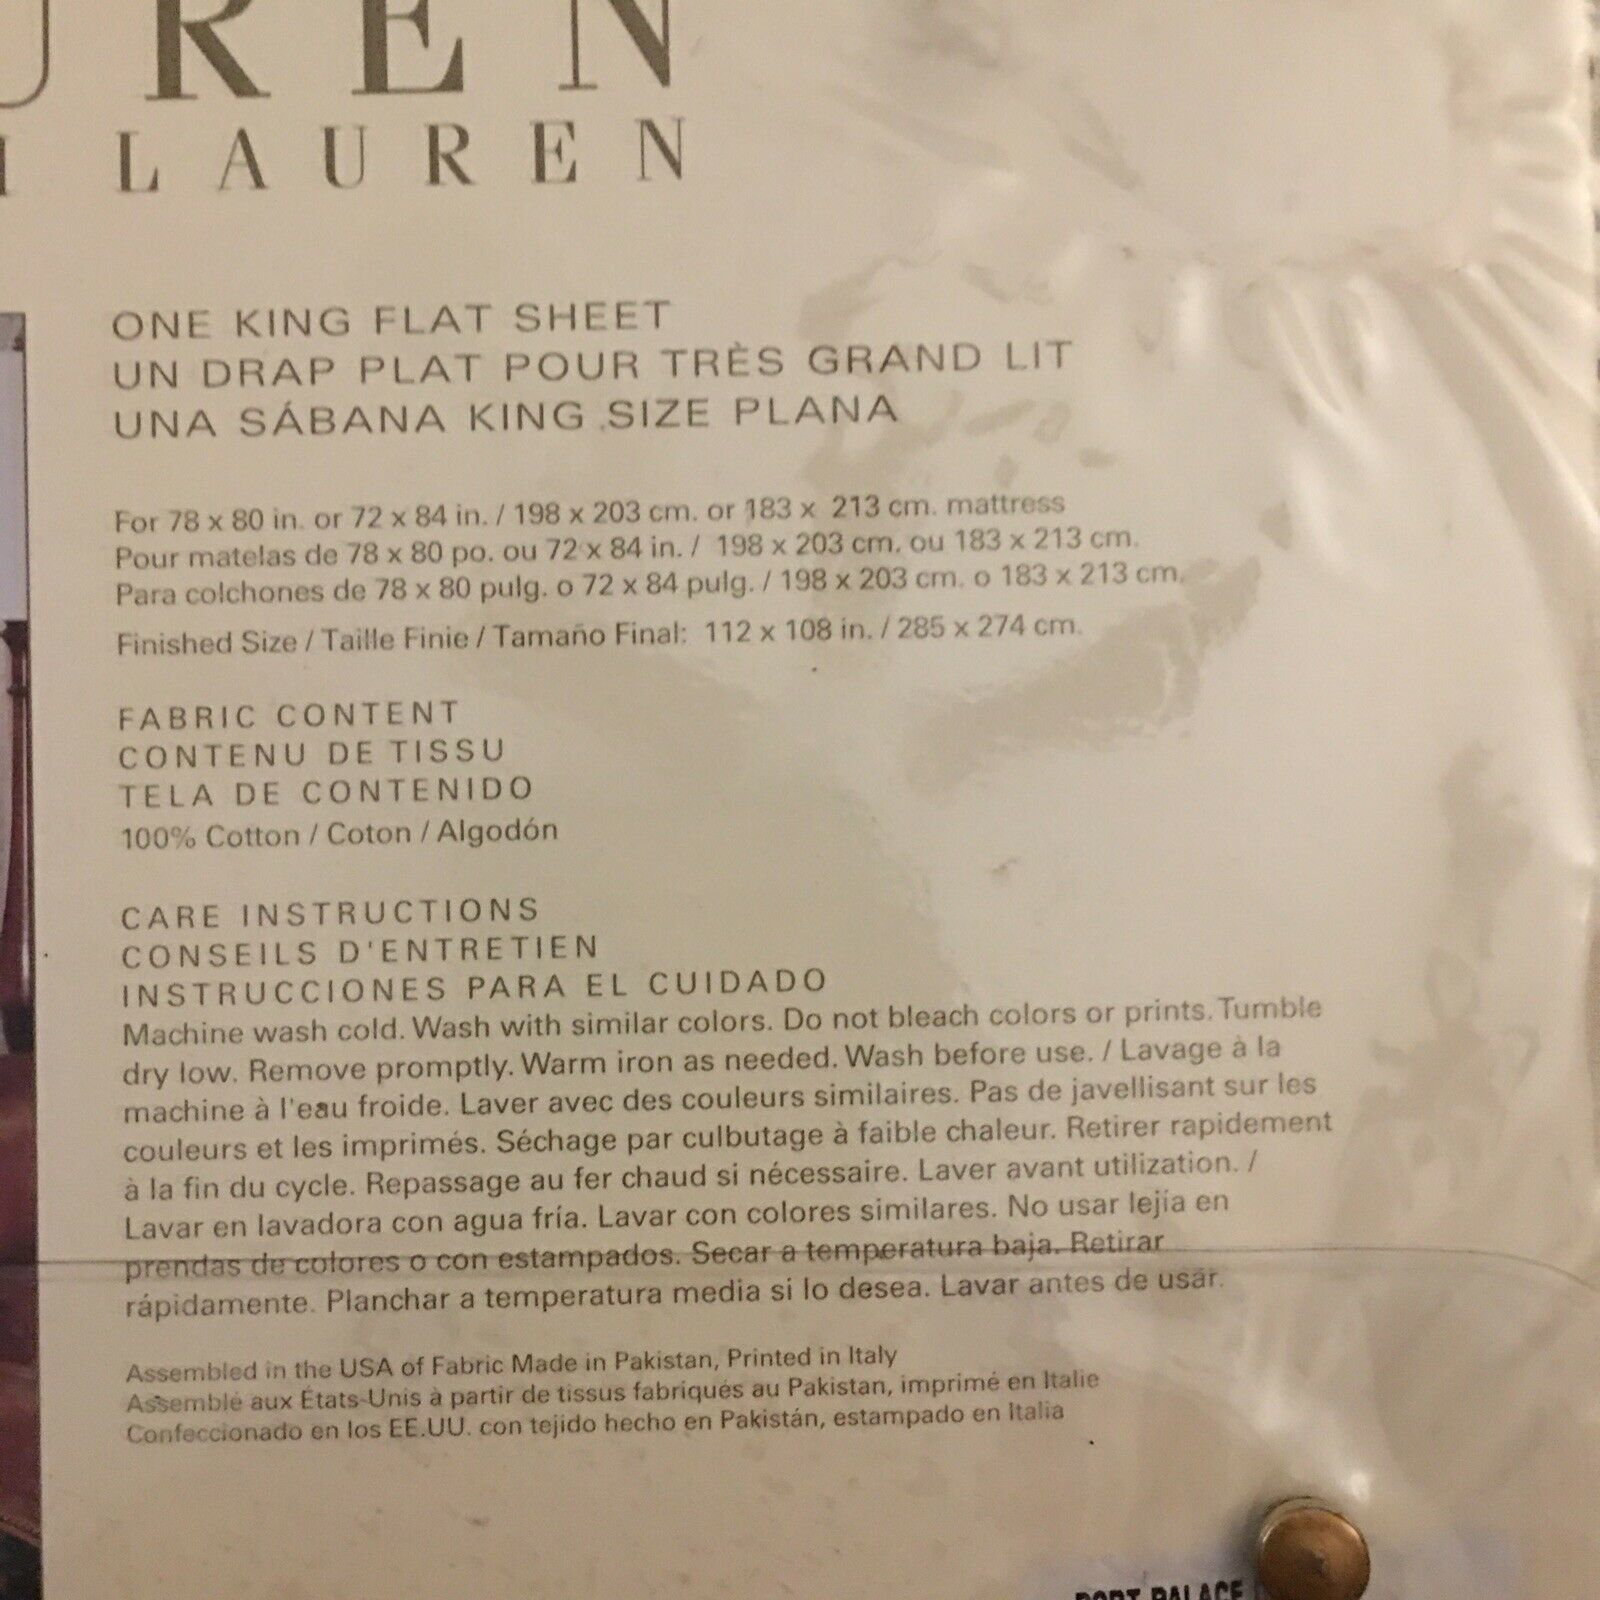 UREN
LAUREN
ONE KING FLAT SHEET
UN DRAP PLAT POUR TRÈS GRAND LIT
UNA SÁBANA KING SIZE PLANA
For 78 x 80 in. or 72 x 84 in. / 198 x 203 cm. or 183 x 213 cm. mattress
Pour matelas de 78 x 80 po. ou 72 x 84 in. / 198 x 203 cm. ou 183 x 213 cm.
Para colchones de 78 x 80 pulg. o 72 x 84 pulg. / 198 x 203 cm. o 183 x 213 cm.
Finished Size / Taille Finie / Tamaño Final: 112 x 108 in. / 285 x 274 cm.
FABRIC CONTENT
CONTENU DE TISSU
TELA DE CONTENIDO
100% Cotton / Coton / Algodón
CARE INSTRUCTIONS
CONSEILS D'ENTRETIEN
INSTRUCCIONES PARA EL CUIDADO
Machine wash cold. Wash with similar colors. Do not bleach colors or prints. Tumble
dry low. Remove promptly. Warm iron as needed. Wash before use. / Lavage à la
machine à l'eau froide. Laver avec des couleurs similaires. Pas de javellisant sur les
couleurs et les imprimés. Séchage par culbutage à faible chaleur. Retirer rapidement
à la fin du cycle. Repassage au fer chaud si nécessaire. Laver avant utilization. /
Lavar en lavadora con agua fría. Lavar con colores similares. No usar lejía en
prendas de colores o con estampados. Secar a temperatura baja. Retirar
rápidamente. Planchar a temperatura media si lo desea. Lavar antes de usar.
Assembled in the USA of Fabric Made in Pakistan, Printed in Italy
Assemblé aux États-Unis à partir de tissus fabriqués au Pakistan, imprimé en Italie
Confeccionado en los EE.UU. con tejido hecho en Pakistán, estampado en Italia
PORT PALACE